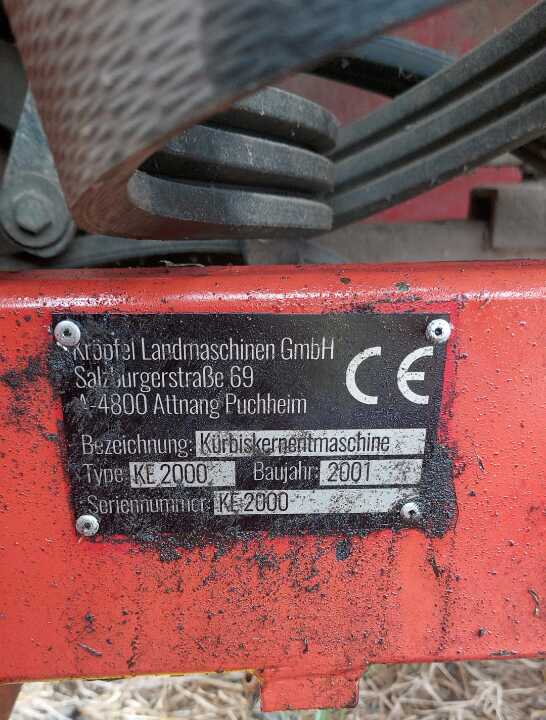 Kröpfel Landmaschinen GmbH
Salzburgerstraße 69
A-4800 Attnang Puchheim
CE
Bezeichnung: Kürbiskernentmaschine
Type: KE 2000 Baujahr: 2001
Seriennummer: KE 2000